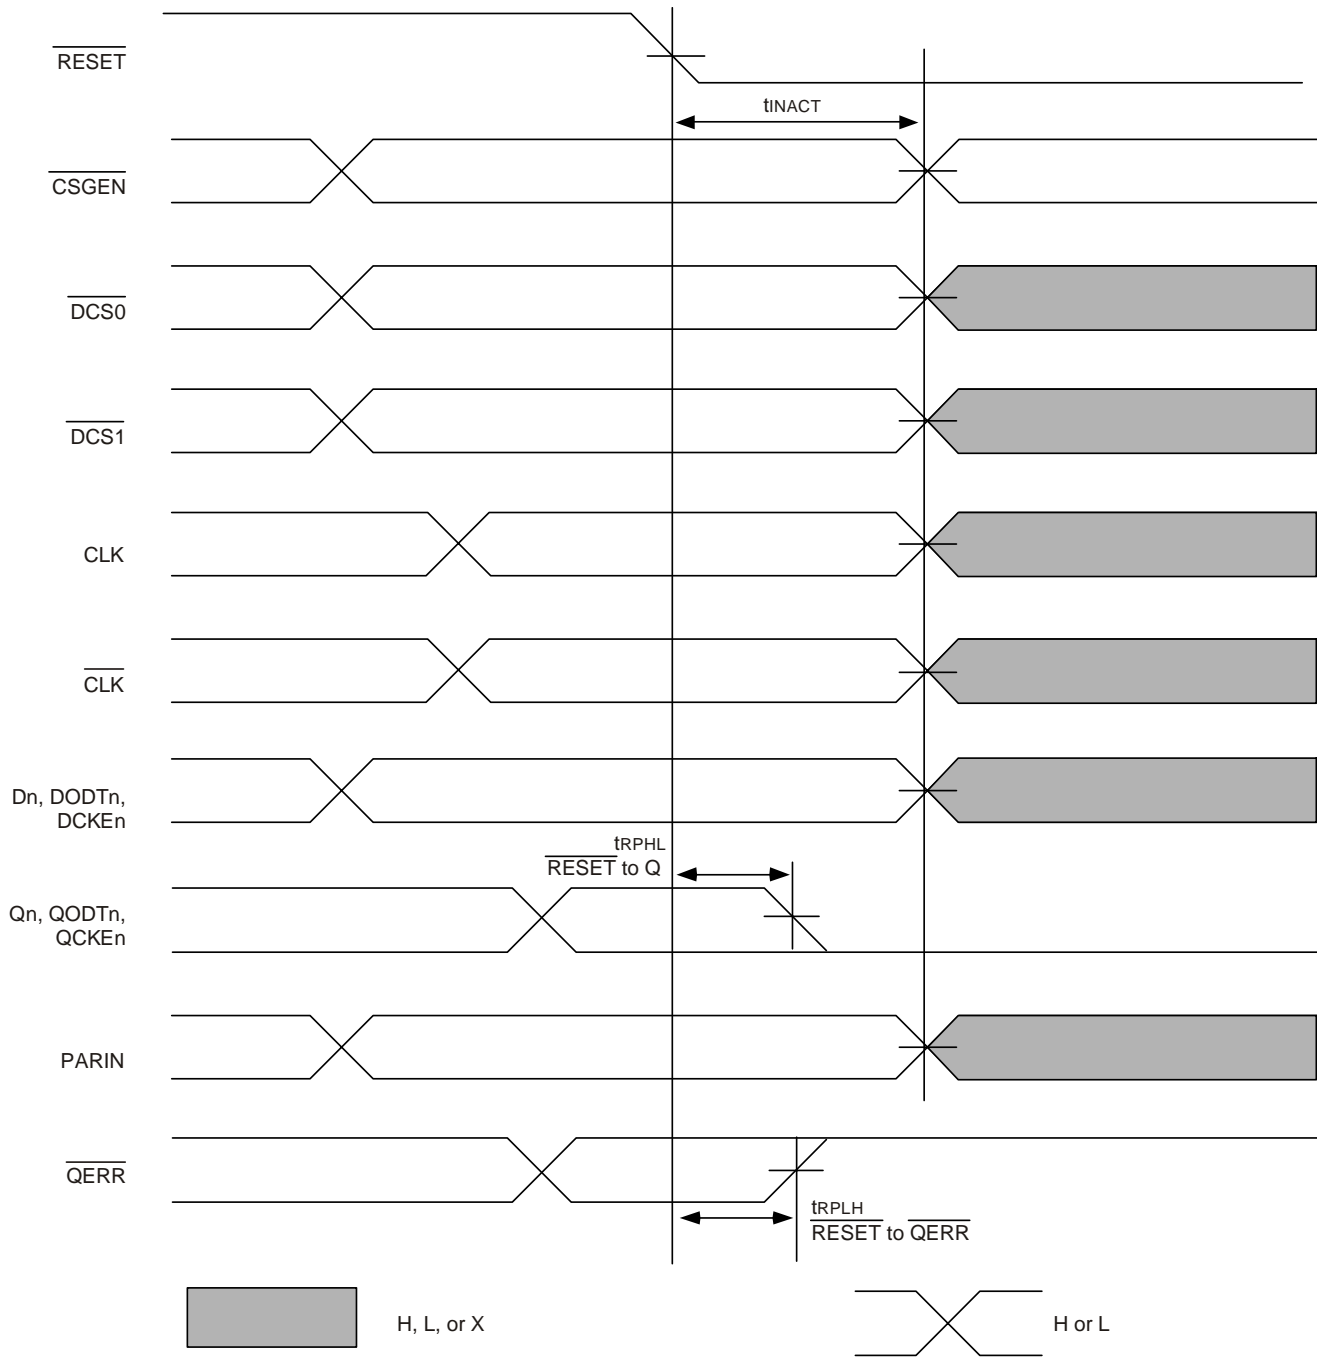 RESET
tINACT
CSGEN
DCS0
DCS1
CLK
CLK
Dn, DODTn,
DCKEn
tRPHL
RESET to Q
Qn, QODTn,
QCKEn
PARIN
QERR
tRPLH
RESET to QERR
H, L, or X
H or L